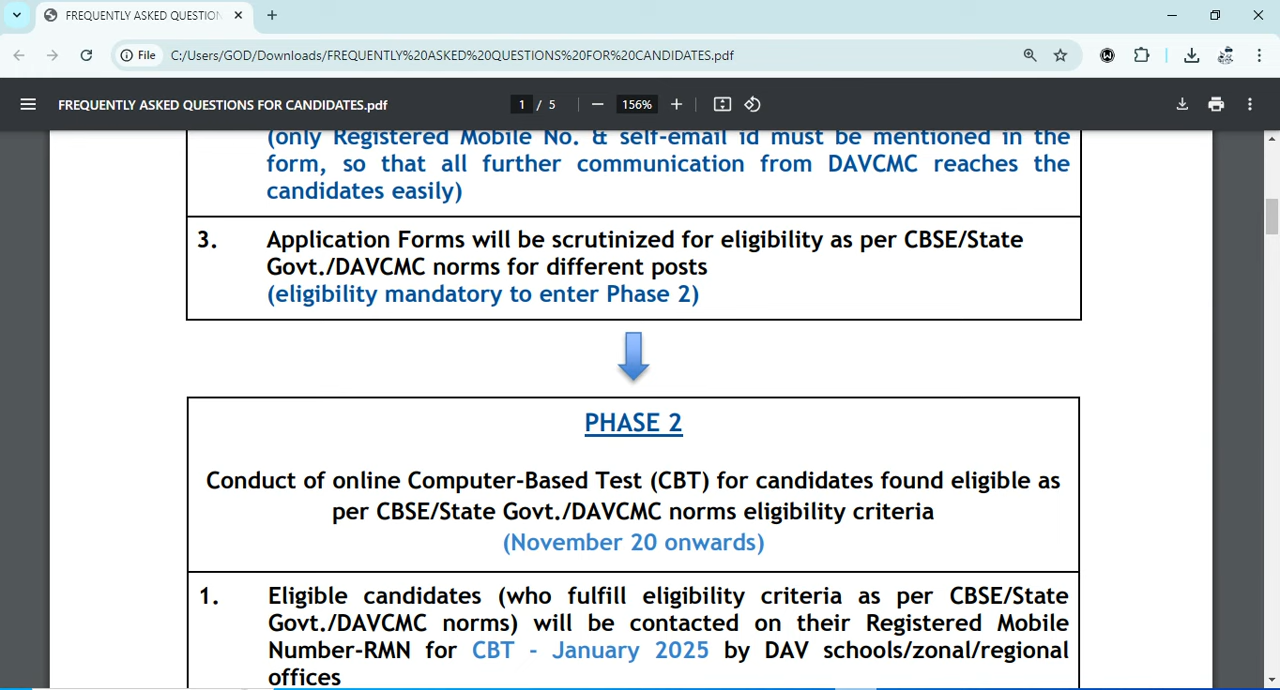 FREQUENTLY ASKED QUESTION
File C:/Users/GOD/Downloads/FREQUENTLY%20ASKED%20QUESTIONS%20FOR%20CANDIDATES.pdf
FREQUENTLY ASKED QUESTIONS FOR CANDIDATES.pdf 1 / 5 — 156% +
(only Registered Mobile No. & self-email id must be mentioned in the
form, so that all further communication from DAVCMC reaches the
candidates easily)
3. Application Forms will be scrutinized for eligibility as per CBSE/State
Govt./DAVCMC norms for different posts
(eligibility mandatory to enter Phase 2)
PHASE 2
Conduct of online Computer-Based Test (CBT) for candidates found eligible as
per CBSE/State Govt./DAVCMC norms eligibility criteria
(November 20 onwards)
1. Eligible candidates (who fulfill eligibility criteria as per CBSE/State
Govt./DAVCMC norms) will be contacted on their Registered Mobile
Number-RMN for CBT - January 2025 by DAV schools/zonal/regional
offices